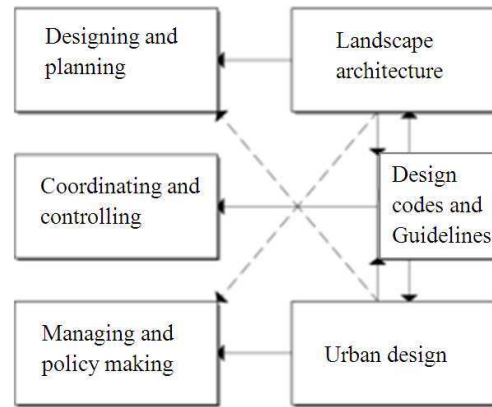 Designing and
planning
Landscape
architecture
Coordinating and
controlling
Design
codes and
Guidelines
Managing and
policy making
Urban design